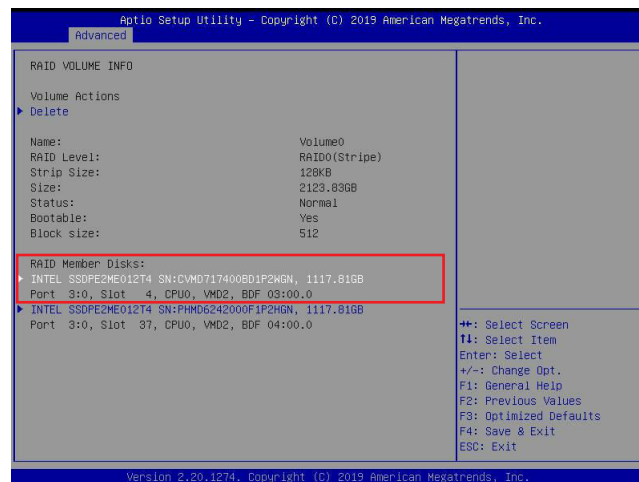 Aptio Setup Utility – Copyright (C) 2019 American Megatrends, Inc.
Advanced
RAID VOLUME INFO
Volume Actions
Delete
Name: Volume0
RAID Level: RAID0(Stripe)
Strip Size: 128KB
Size: 2123.83GB
Status: Normal
Bootable: Yes
Block size: 512
RAID Member Disks:
INTEL SSDPE2ME012T4 SN:CVMD717400BD1P2WGN, 1117.81GB
Port 3:0, Slot 4, CPU0, VMD2, BDF 03:00.0
INTEL SSDPE2ME012T4 SN:PHMD6242000F1P2HGN, 1117.81GB
Port 3:0, Slot 37, CPU0, VMD2, BDF 04:00.0
→←: Select Screen
↑↓: Select Item
Enter: Select
+/-: Change Opt.
F1: General Help
F2: Previous Values
F3: Optimized Defaults
F4: Save & Exit
ESC: Exit
Version 2.20.1274. Copyright (C) 2019 American Megatrends, Inc.